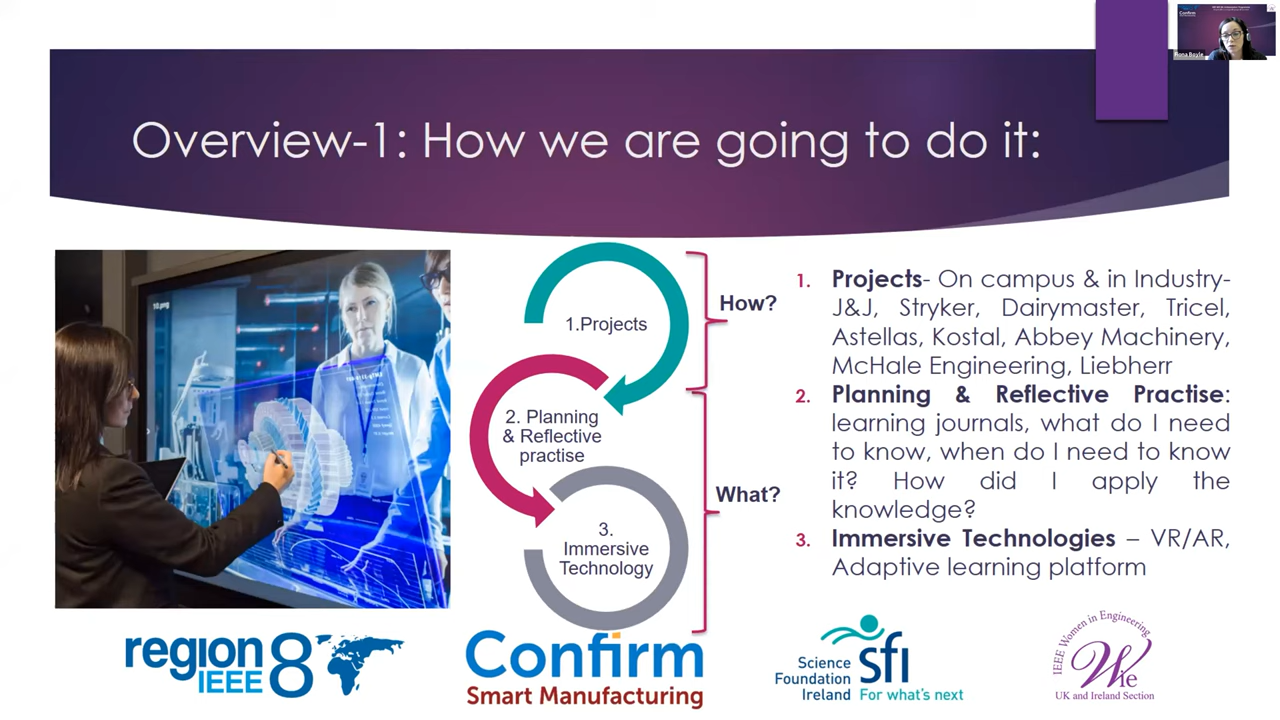 Confirm
Fiona Boyle
Overview-1: How we are going to do it:
1.Projects
2. Planning
& Reflective
practise
3.
Immersive
Technology
How?
What?
1. Projects- On campus & in Industry-
J&J, Stryker, Dairymaster, Tricel,
Astellas, Kostal, Abbey Machinery,
McHale Engineering, Liebherr
2. Planning & Reflective Practise:
learning journals, what do I need
to know, when do I need to know
it? How did I apply the
knowledge?
3. Immersive Technologies – VR/AR,
Adaptive learning platform
region 8
IEEE
Confirm
Smart Manufacturing
Science
Foundation
Ireland
sfi
For what's next
IEEE Women in Engineering
Wie
UK and Ireland Section